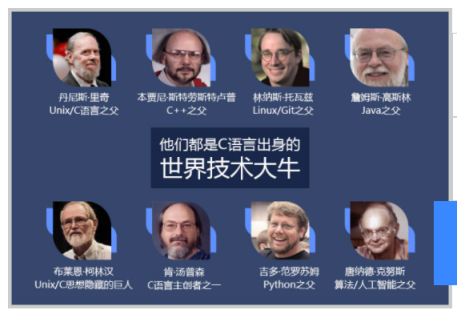 丹尼斯·里奇
Unix/C语言之父
本贾尼·斯特劳斯特卢普
C++之父
林纳斯·托瓦兹
Linux/Git之父
詹姆斯·高斯林
Java之父
他们都是C语言出身的
世界技术大牛
布莱恩·柯林汉
Unix/C思想隐藏的巨人
肯·汤普森
C语言主创者之一
吉多·范罗苏姆
Python之父
唐纳德·克努斯
算法/人工智能之父